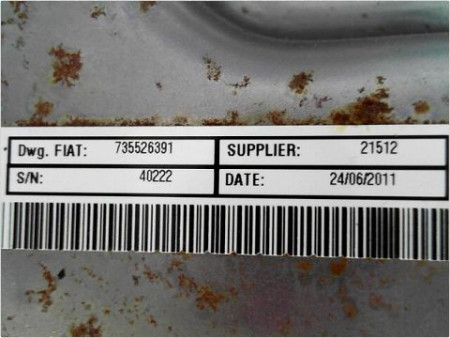 Dwg. FIAT: 735526391 SUPPLIER: 21512
S/N: 40222 DATE: 24/06/2011